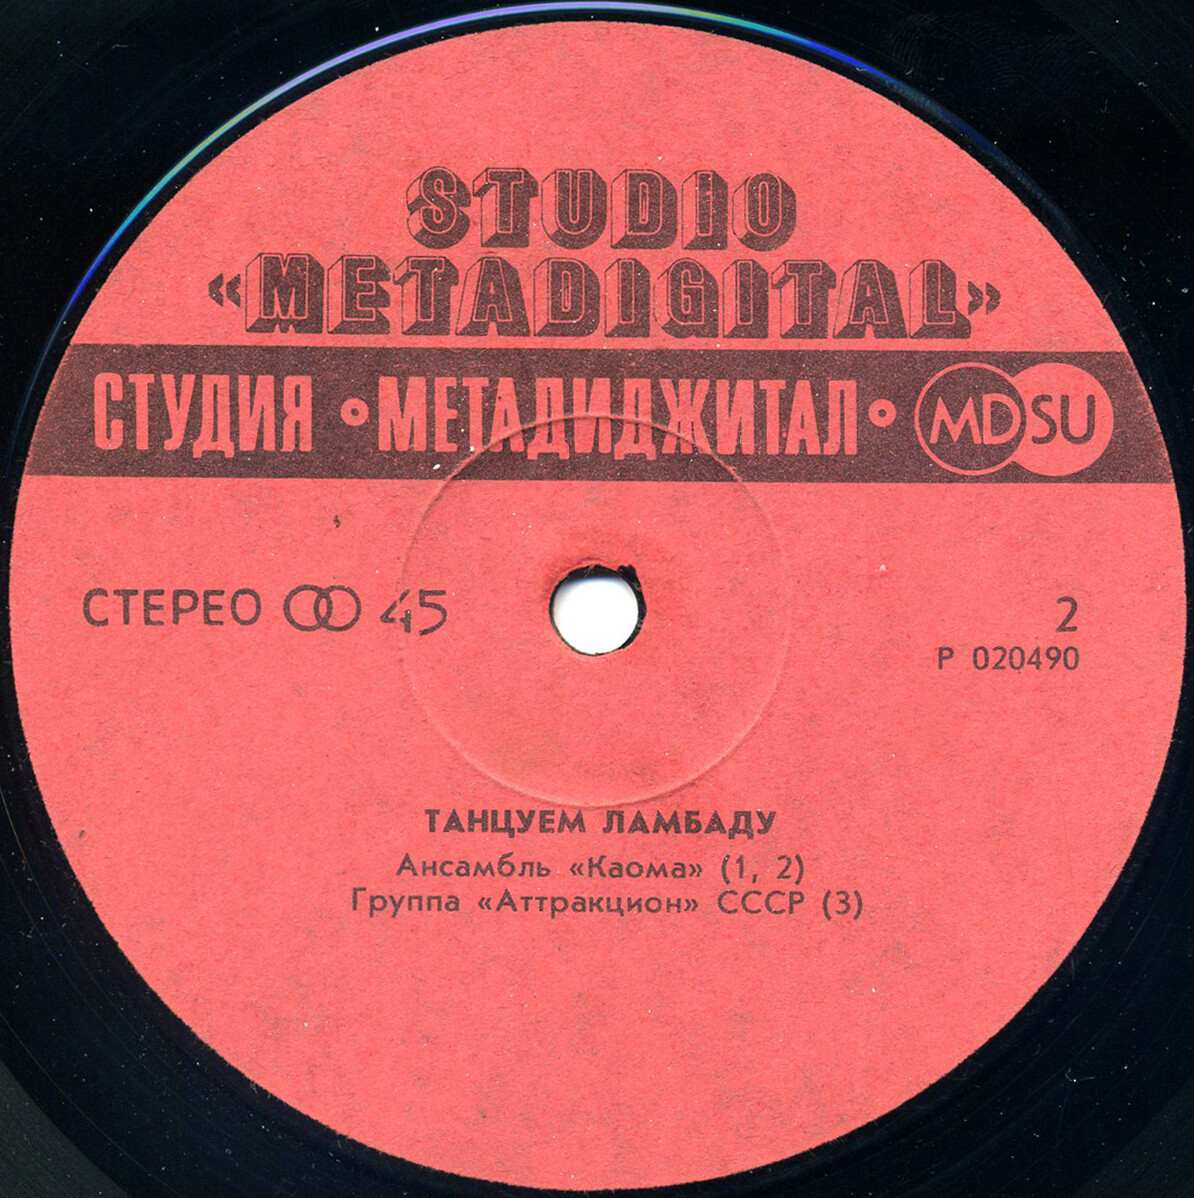 STUDIO
«METADIGITAL»
СТУДИЯ • МЕТАДИДЖИТАЛ • MDSU
СТЕРЕО 45
2
Р 020490
ТАНЦУЕМ ЛАМБАДУ
Ансамбль «Каома» (1, 2)
Группа «Аттракцион» СССР (3)